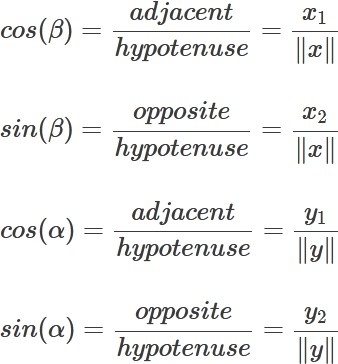 cos(β) = adjacent/hypotenuse = x₁/‖x‖
sin(β) = opposite/hypotenuse = x₂/‖x‖
cos(α) = adjacent/hypotenuse = y₁/‖y‖
sin(α) = opposite/hypotenuse = y₂/‖y‖